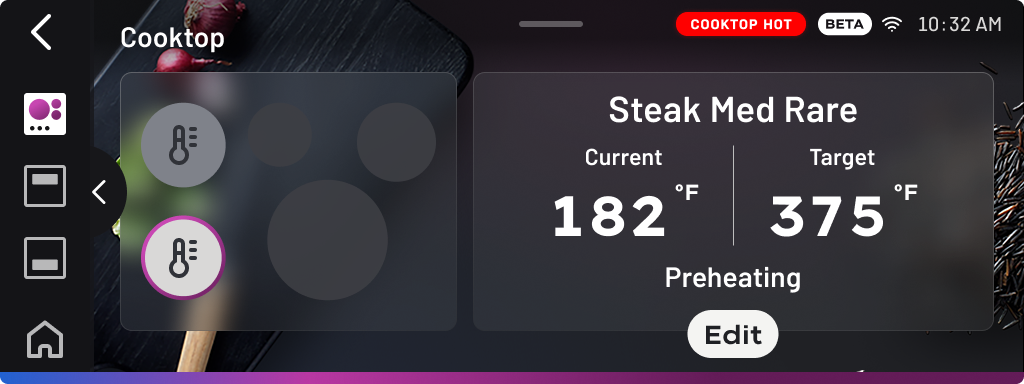 Cooktop
COOKTOP HOT
BETA
10:32 AM
Steak Med Rare
Current
Target
182 °F
375 °F
Preheating
Edit